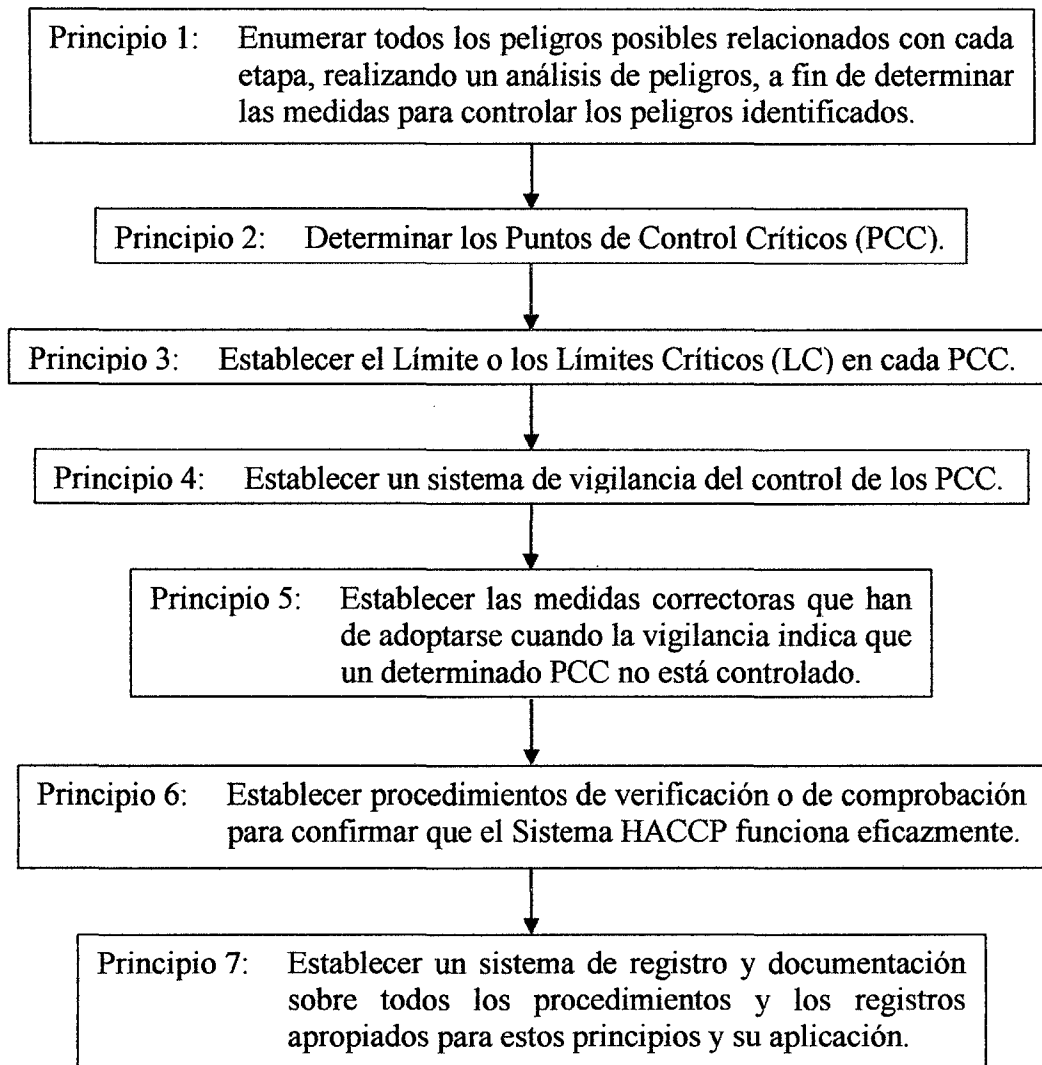 Principio 1: Enumerar todos los peligros posibles relacionados con cada
etapa, realizando un análisis de peligros, a fin de determinar
las medidas para controlar los peligros identificados.
Principio 2: Determinar los Puntos de Control Críticos (PCC).
Principio 3: Establecer el Límite o los Límites Críticos (LC) en cada PCC.
Principio 4: Establecer un sistema de vigilancia del control de los PCC.
Principio 5: Establecer las medidas correctoras que han
de adoptarse cuando la vigilancia indica que
un determinado PCC no está controlado.
Principio 6: Establecer procedimientos de verificación o de comprobación
para confirmar que el Sistema HACCP funciona eficazmente.
Principio 7: Establecer un sistema de registro y documentación
sobre todos los procedimientos y los registros
apropiados para estos principios y su aplicación.